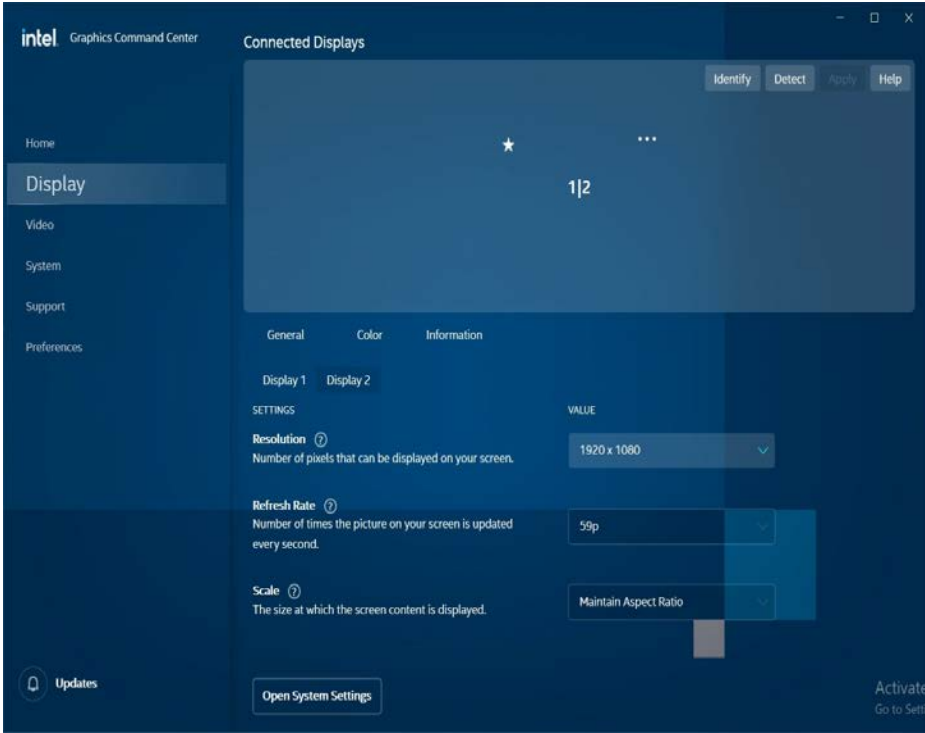 intel. Graphics Command Center
Connected Displays
Identify Detect Apply Help
Home
Display
Video
System
Support
Preferences
1|2
General Color Information
Display 1 Display 2
SETTINGS VALUE
Resolution ?
Number of pixels that can be displayed on your screen.
1920 x 1080
Refresh Rate ?
Number of times the picture on your screen is updated
every second.
59p
Scale ?
The size at which the screen content is displayed.
Maintain Aspect Ratio
Updates
Open System Settings
Activate
Go to Sett